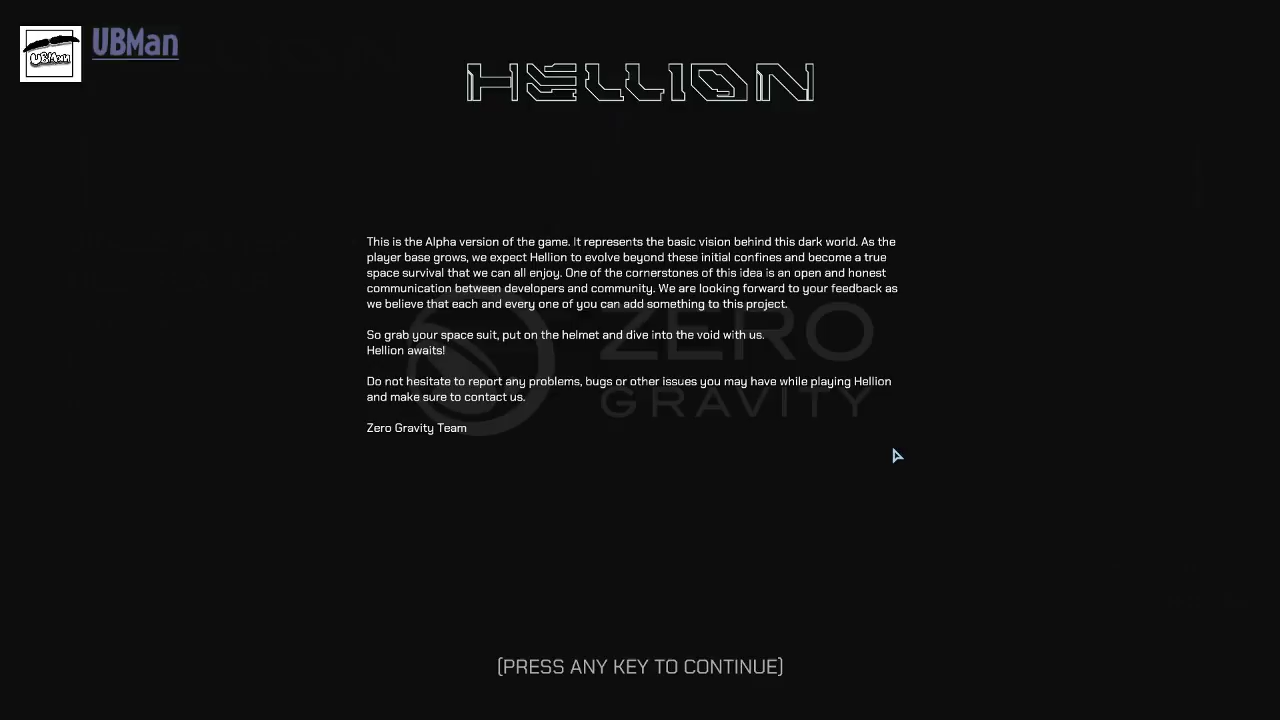 UBMan
UBMan
HELLION
This is the Alpha version of the game. It represents the basic vision behind this dark world. As the
player base grows, we expect Hellion to evolve beyond these initial confines and become a true
space survival that we can all enjoy. One of the cornerstones of this idea is an open and honest
communication between developers and community. We are looking forward to your feedback as
we believe that each and every one of you can add something to this project.
So grab your space suit, put on the helmet and dive into the void with us.
Hellion awaits!
Do not hesitate to report any problems, bugs or other issues you may have while playing Hellion
and make sure to contact us.
Zero Gravity Team
ZERO
GRAVITY
(PRESS ANY KEY TO CONTINUE)